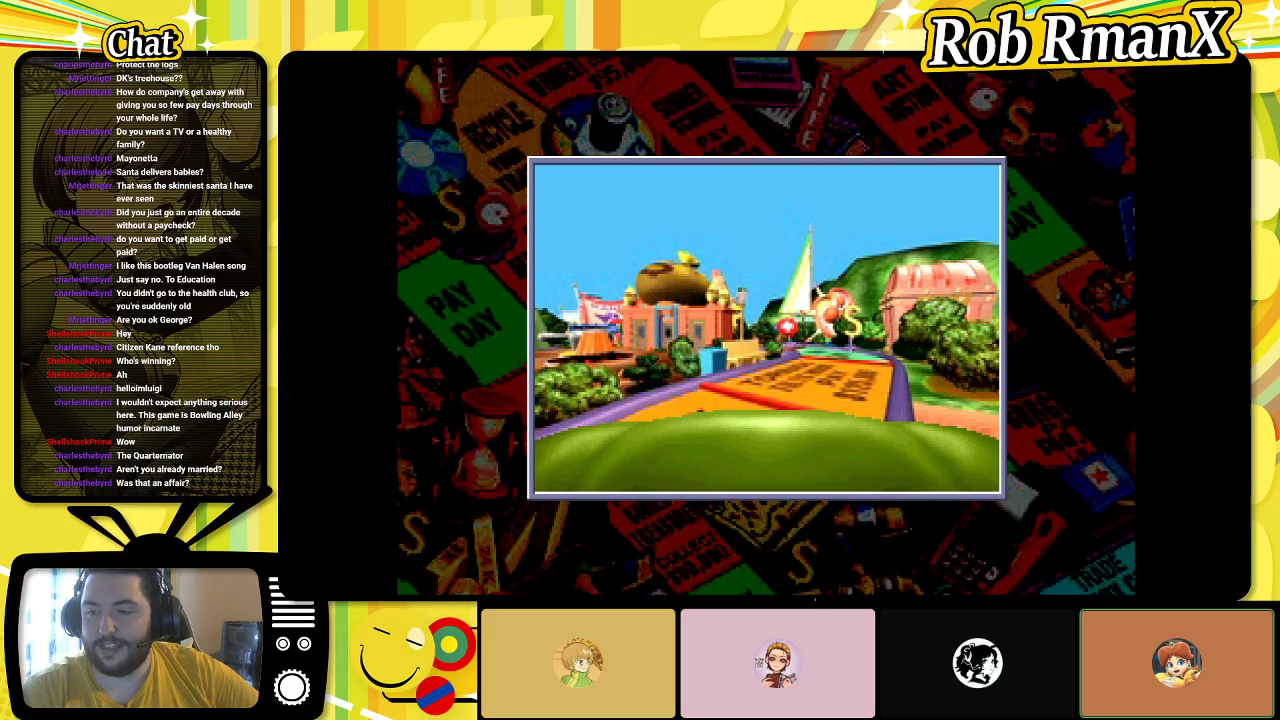 Chat
Rob RmanX
charlesthebyrd Protect the logs
Mrjettinger DK's treehouse??
charlesthebyrd How do company's get away with
giving you so few pay days through
your whole life?
charlesthebyrd Do you want a TV or a healthy
family?
charlesthebyrd Mayonetta
charlesthebyrd Santa delivers babies?
Mrjettinger That was the skinniest santa I have
ever seen
charlesthebyrd Did you just go an entire decade
without a paycheck?
charlesthebyrd do you want to get paid or get
paid?
Mrjettinger I like this bootleg Van Halen song
charlesthebyrd Just say no. To Education
charlesthebyrd You didn't go to the health club, so
you're suddenly old
Mrjettinger Are you ok George?
ShellshockPrime Hey
charlesthebyrd Citizen Kane reference tho
ShellshockPrime Who's winning?
ShellshockPrime Ah
charlesthebyrd helloimluigi
charlesthebyrd I wouldn't expect anything serious
here. This game is Bowling Alley
humor incarnate
ShellshockPrime Wow
charlesthebyrd The Quarternator
charlesthebyrd Aren't you already married?
charlesthebyrd Was that an affair?